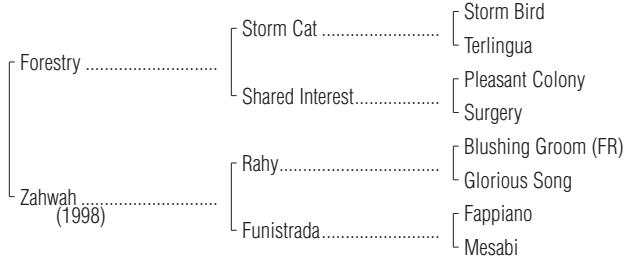 Storm Bird
Storm Cat ........................
Terlingua
Forestry ...........................
Pleasant Colony
Shared Interest.................
Surgery
Blushing Groom (FR)
Rahy................................
Glorious Song
Zahwah ...........................
(1998)
Fappiano
Funistrada........................
Mesabi